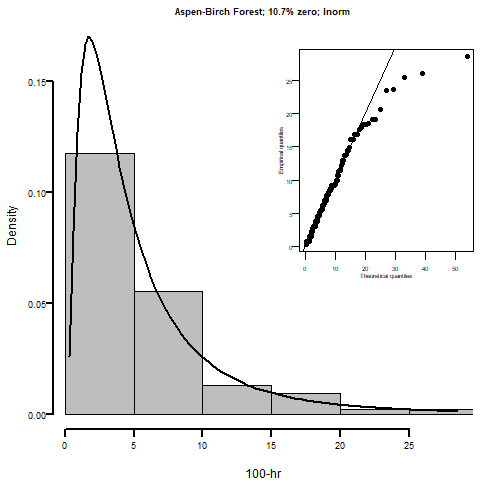 Aspen-Birch Forest; 10.7% zero; lnorm
Density
0.15
0.10
0.05
0.00
0 5 10 15 20 25
100-hr
Empirical quantiles
25
20
15
10
5
0
0 10 20 30 40 50
Theoretical quantiles